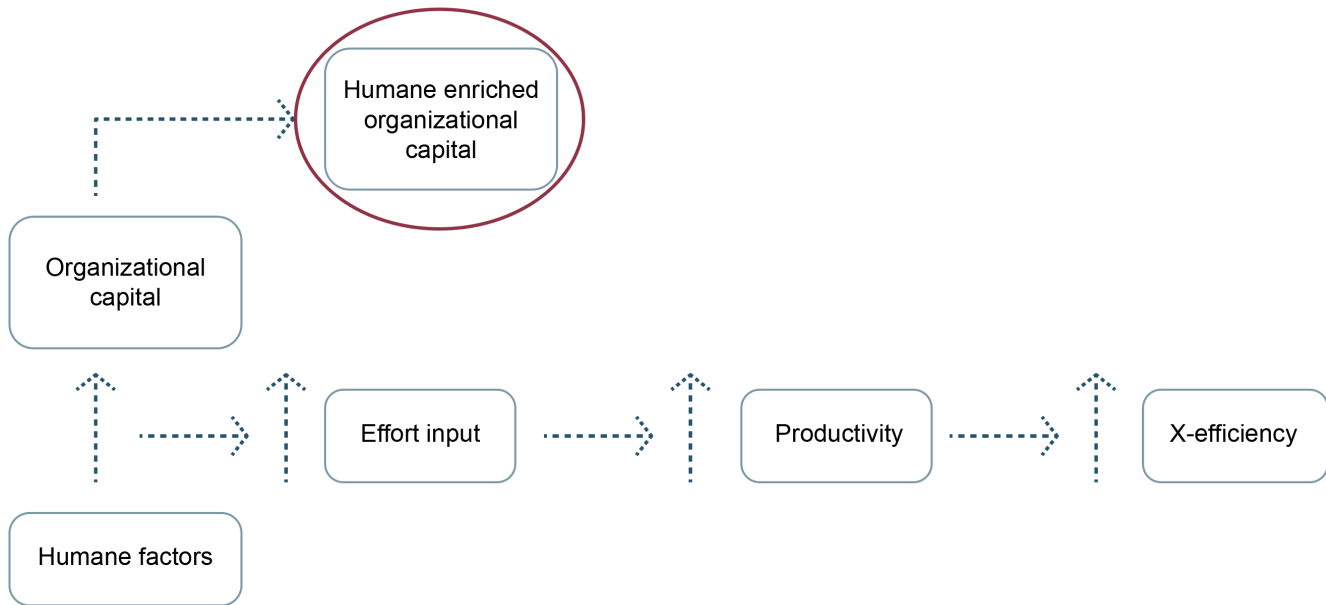 Humane enriched
organizational
capital
Organizational
capital
Effort input
Productivity
X-efficiency
Humane factors